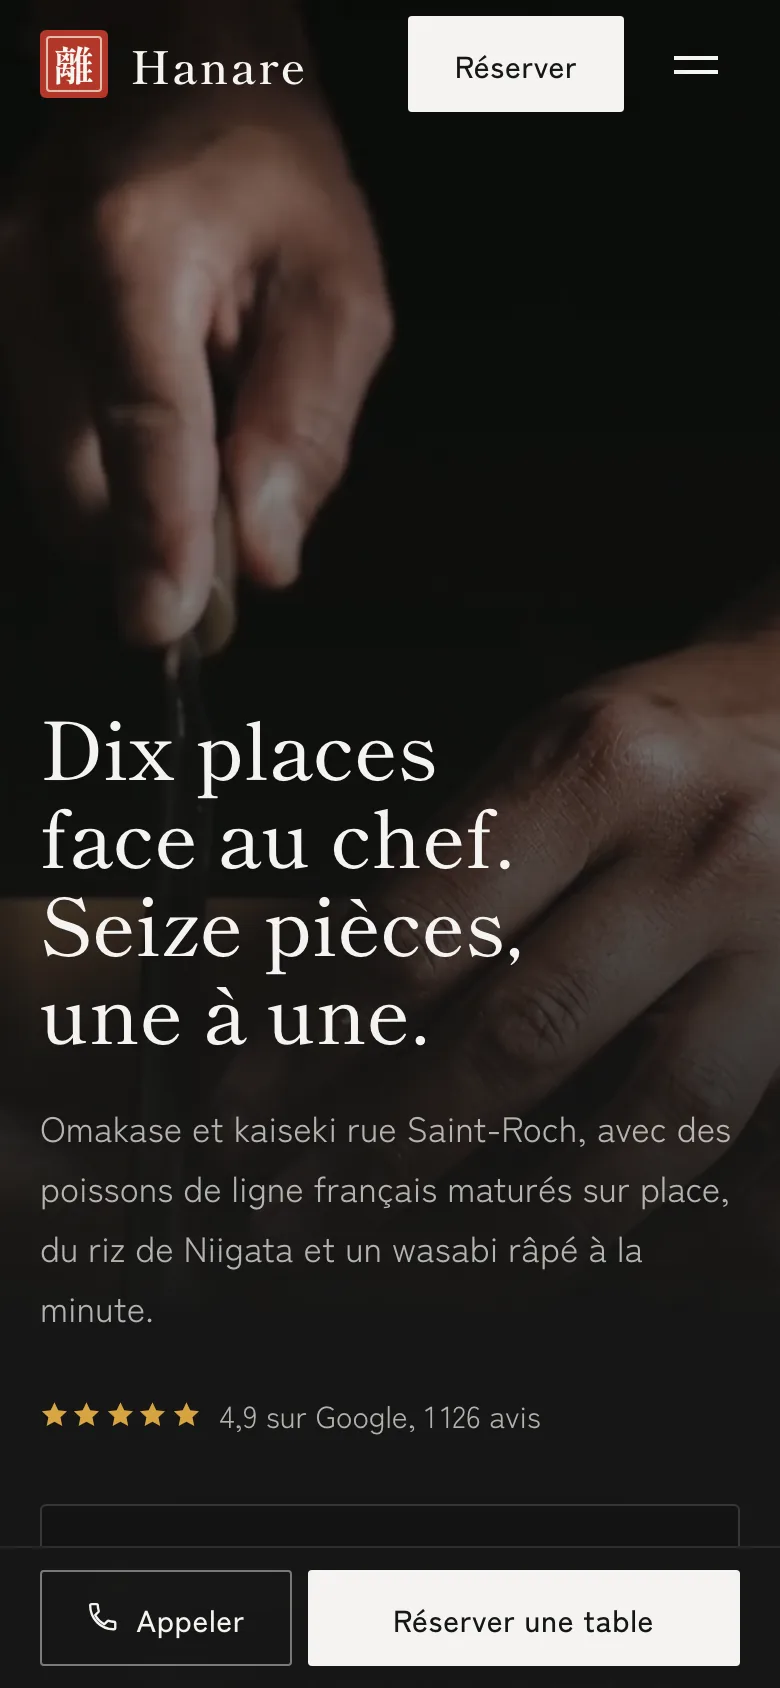 離 Hanare
Réserver
Dix places
face au chef.
Seize pièces,
une à une.
Omakase et kaiseki rue Saint-Roch, avec des
poissons de ligne français maturés sur place,
du riz de Niigata et un wasabi râpé à la
minute.
4,9 sur Google, 1 126 avis
Appeler
Réserver une table